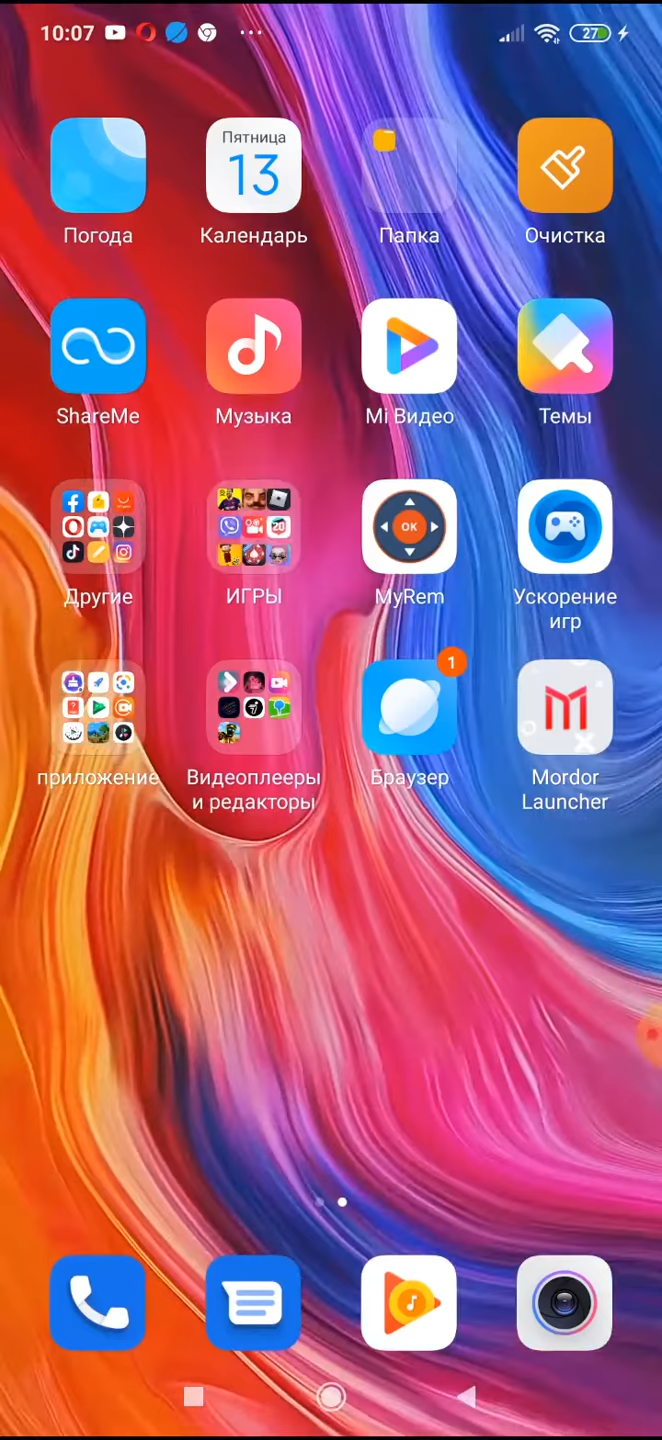 10:07
27
Пятница
13
Погода
Календарь
Папка
Очистка
ShareMe
Музыка
Mi Видео
Темы
20
OK
Другие
ИГРЫ
MyRem
Ускорение
игр
1
приложение
Видеоплееры
и редакторы
Браузер
Mordor
Launcher